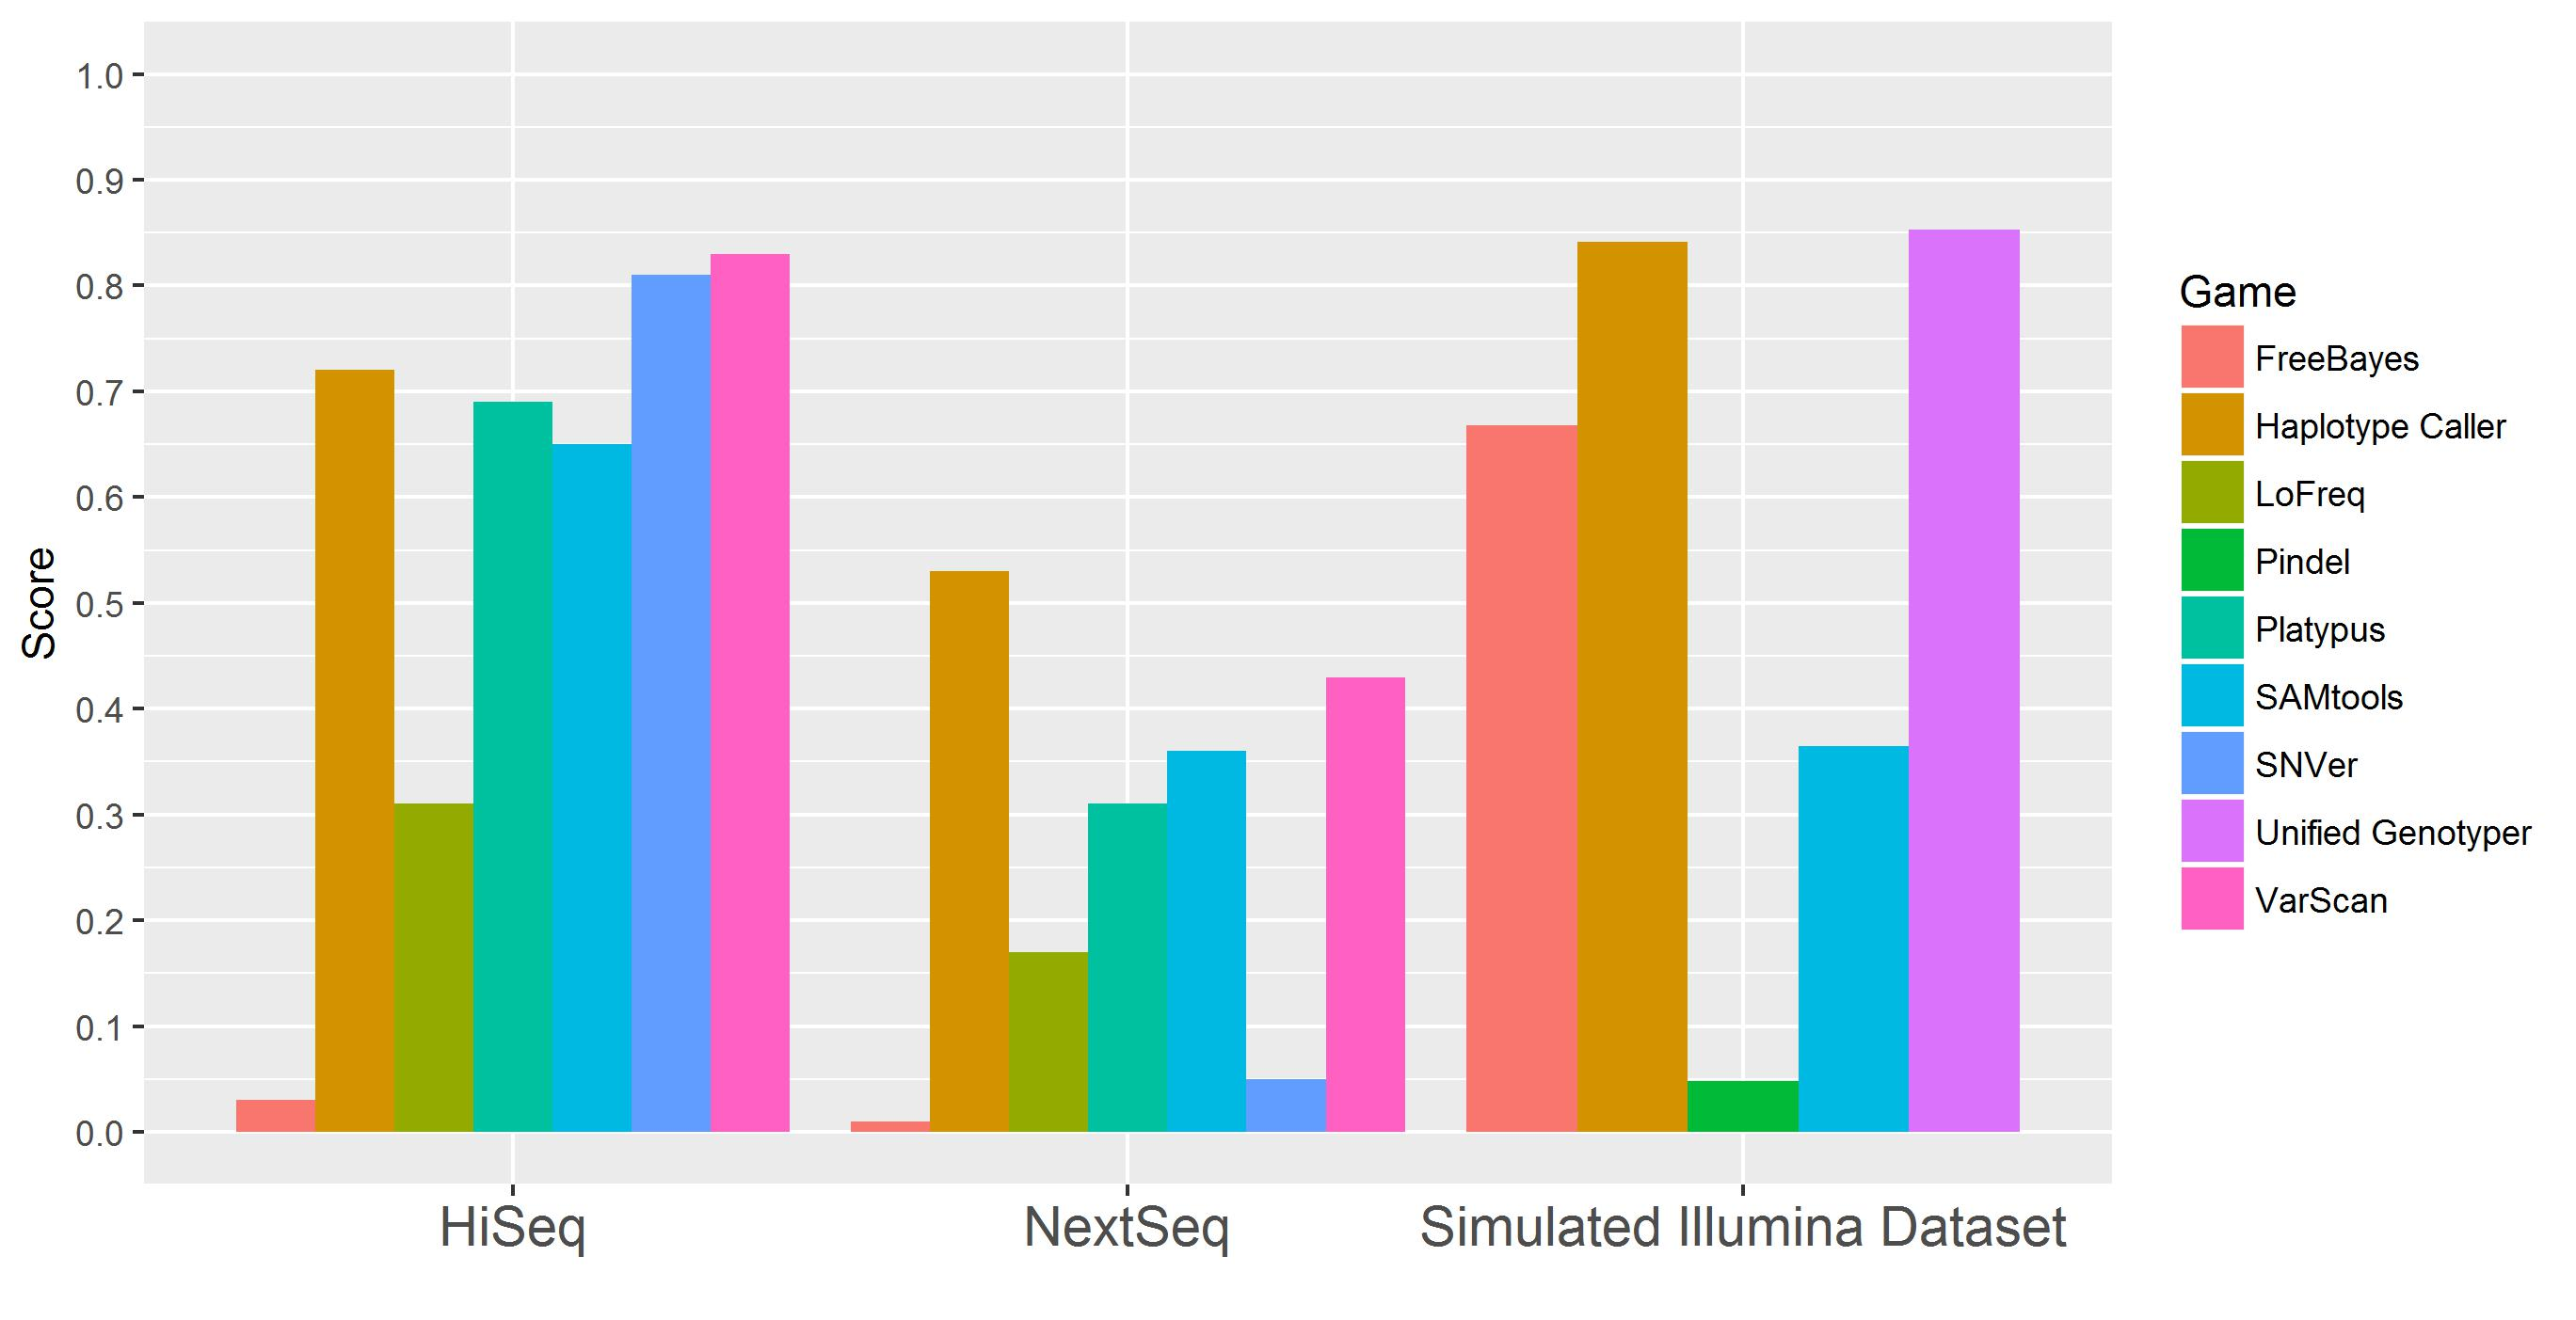 Score
1.0
0.9
0.8
0.7
0.6
0.5
0.4
0.3
0.2
0.1
0.0
HiSeq
NextSeq
Simulated Illumina Dataset
Game
FreeBayes
Haplotype Caller
LoFreq
Pindel
Platypus
SAMtools
SNVer
Unified Genotyper
VarScan